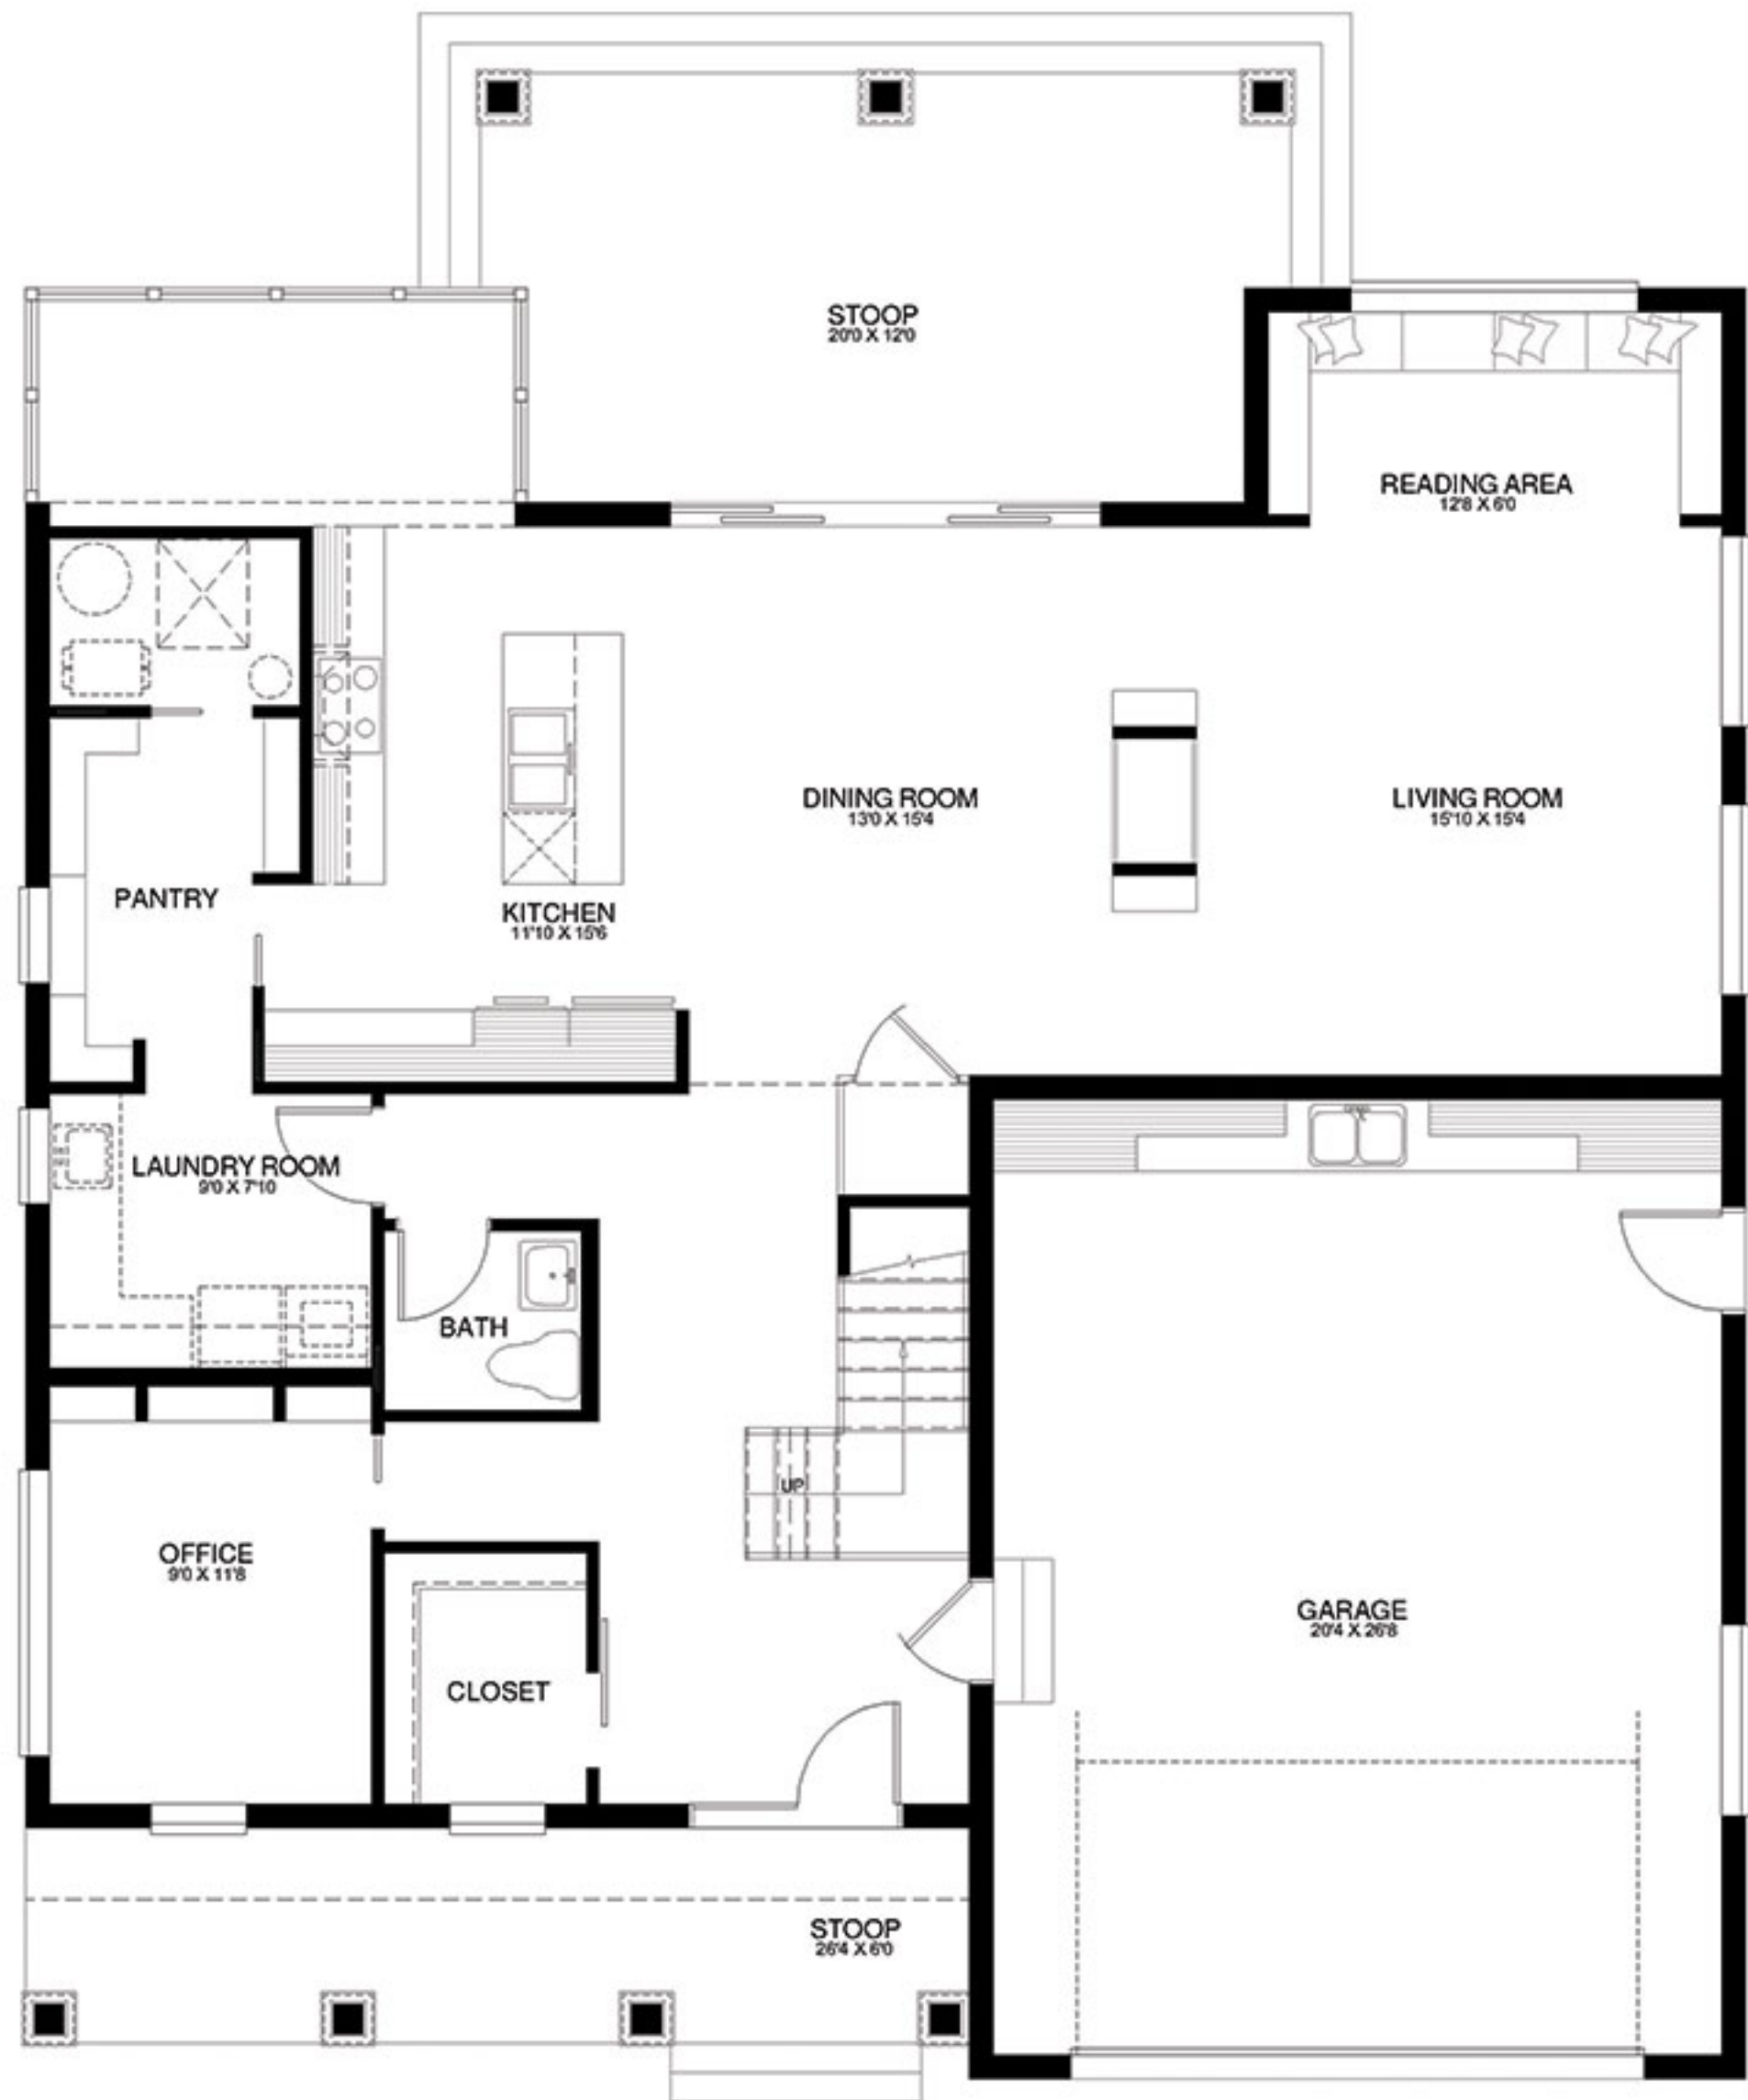 STOOP
20'0 X 12'0
READING AREA
12'8 X 6'0
DINING ROOM
13'0 X 15'4
LIVING ROOM
15'10 X 15'4
PANTRY
KITCHEN
11'10 X 15'6
LAUNDRY ROOM
9'0 X 7'10
BATH
UP
OFFICE
9'0 X 11'8
GARAGE
20'4 X 26'8
CLOSET
STOOP
26'4 X 6'0